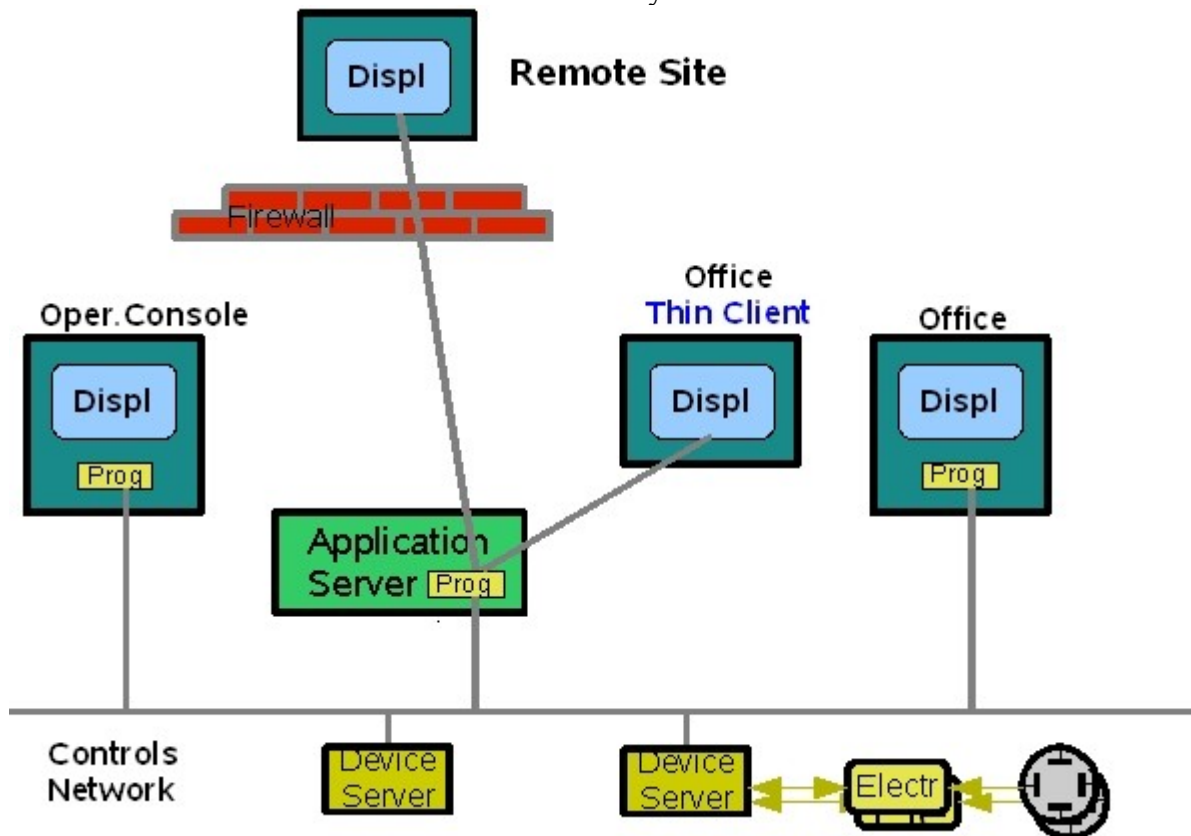 Displ
Remote Site
Firewall
Office
Thin Client
Oper.Console
Office
Displ
Displ
Displ
Prog
Prog
Application
Server
Prog
Controls
Network
Device
Server
Device
Server
Electr